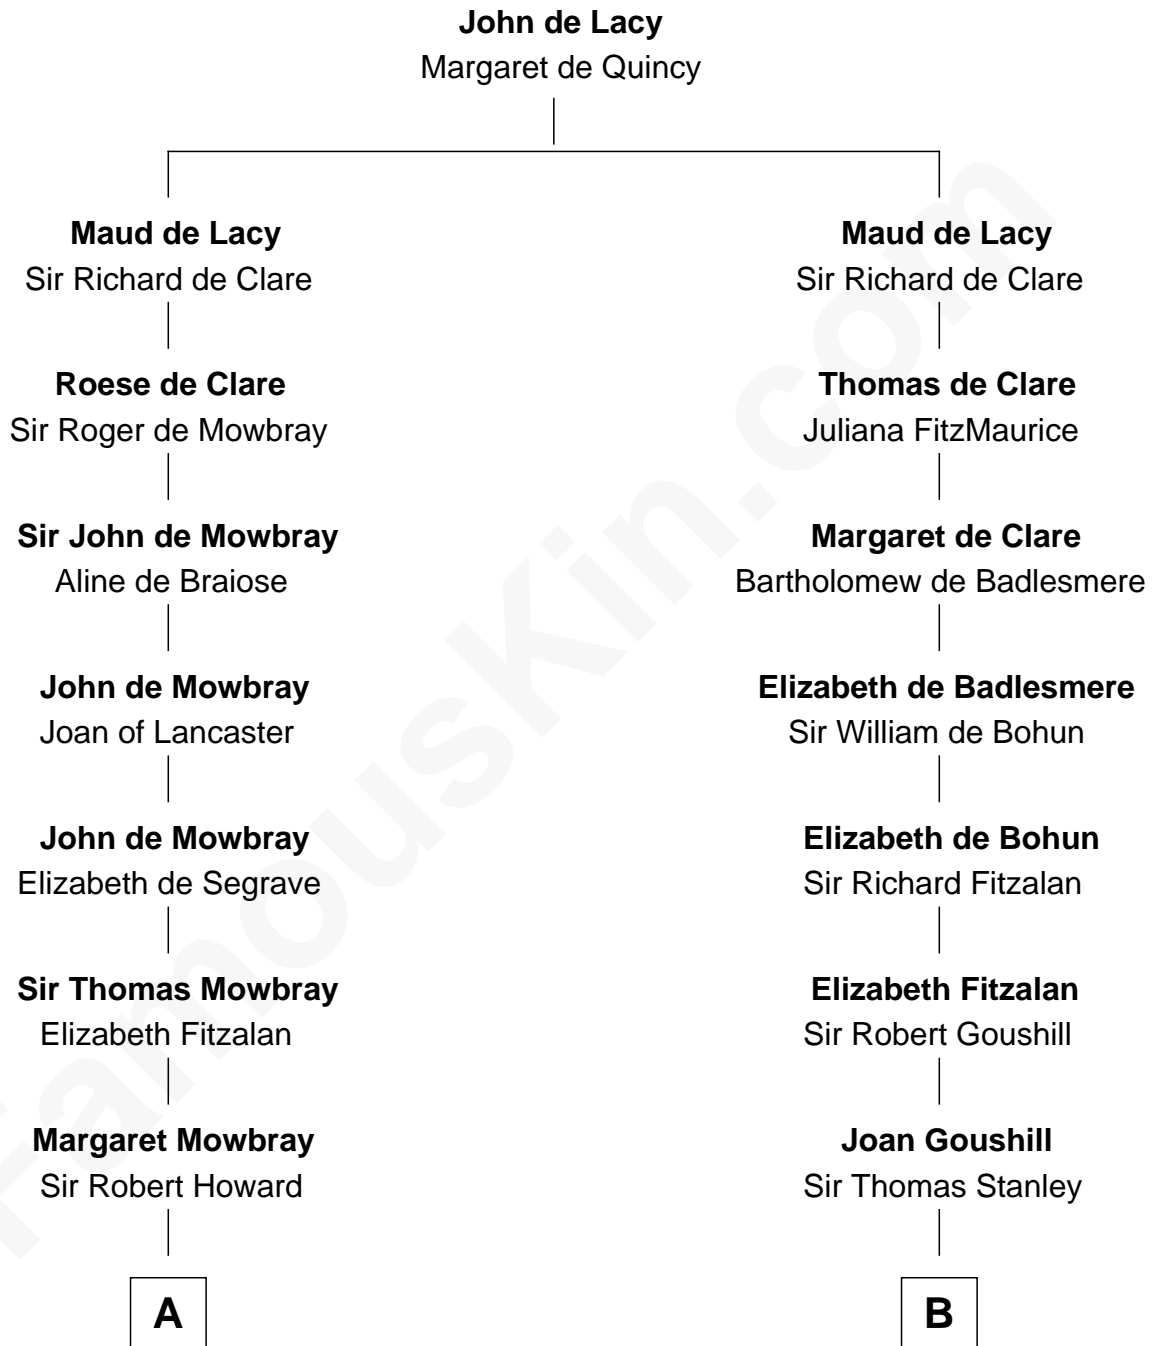 John de Lacy
Margaret de Quincy
Maud de Lacy
Sir Richard de Clare
Roese de Clare
Sir Roger de Mowbray
Sir John de Mowbray
Aline de Braiose
John de Mowbray
Joan of Lancaster
John de Mowbray
Elizabeth de Segrave
Sir Thomas Mowbray
Elizabeth Fitzalan
Margaret Mowbray
Sir Robert Howard
A
Maud de Lacy
Sir Richard de Clare
Thomas de Clare
Juliana FitzMaurice
Margaret de Clare
Bartholomew de Badlesmere
Elizabeth de Badlesmere
Sir William de Bohun
Elizabeth de Bohun
Sir Richard Fitzalan
Elizabeth Fitzalan
Sir Robert Goushill
Joan Goushill
Sir Thomas Stanley
B
FamousKin.com